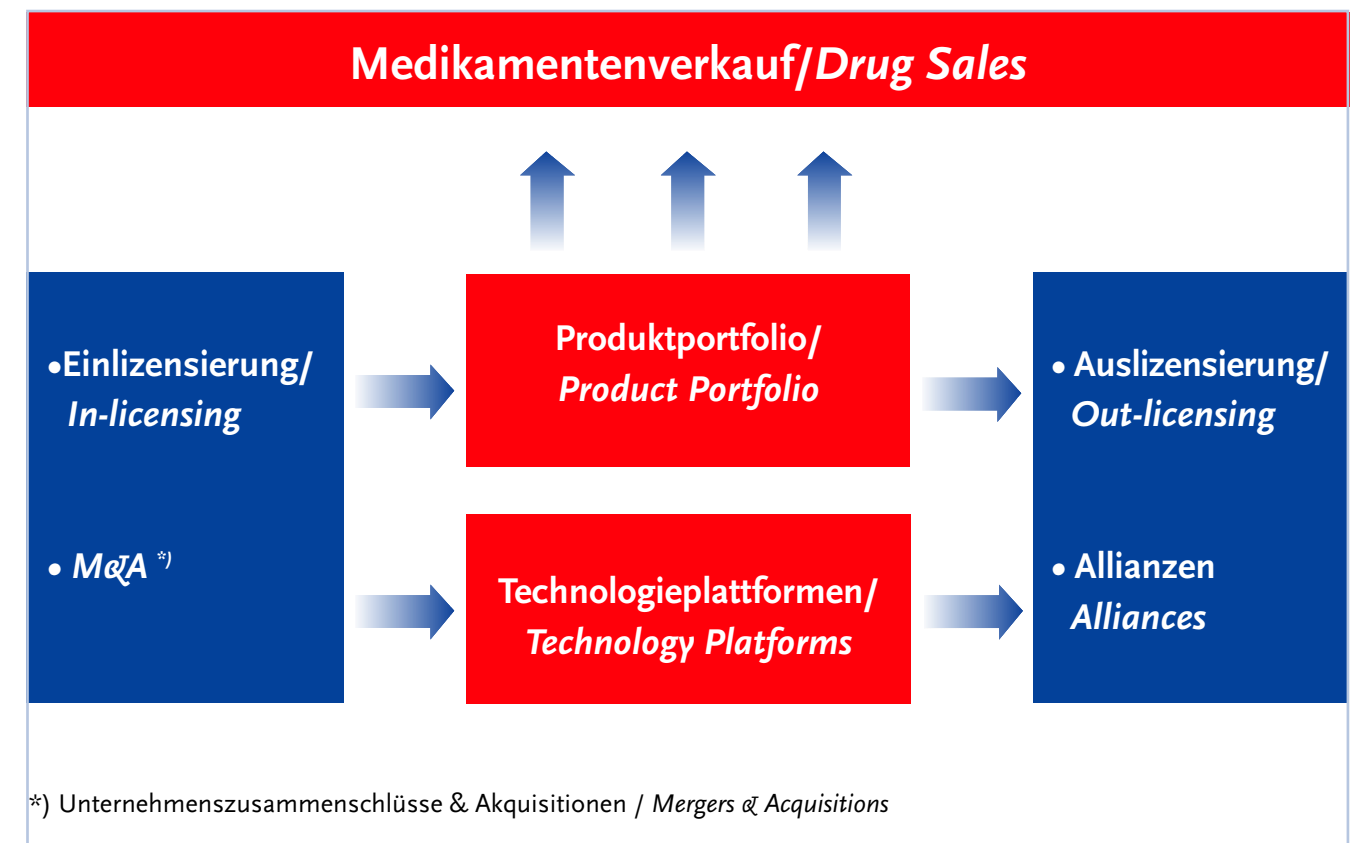 Medikamentenverkauf/Drug Sales
•Einlizensierung/
In-licensing
• M&A *)
Produktportfolio/
Product Portfolio
Technologieplattformen/
Technology Platforms
• Auslizensierung/
Out-licensing
• Allianzen
Alliances
*) Unternehmenszusammenschlüsse & Akquisitionen / Mergers & Acquisitions